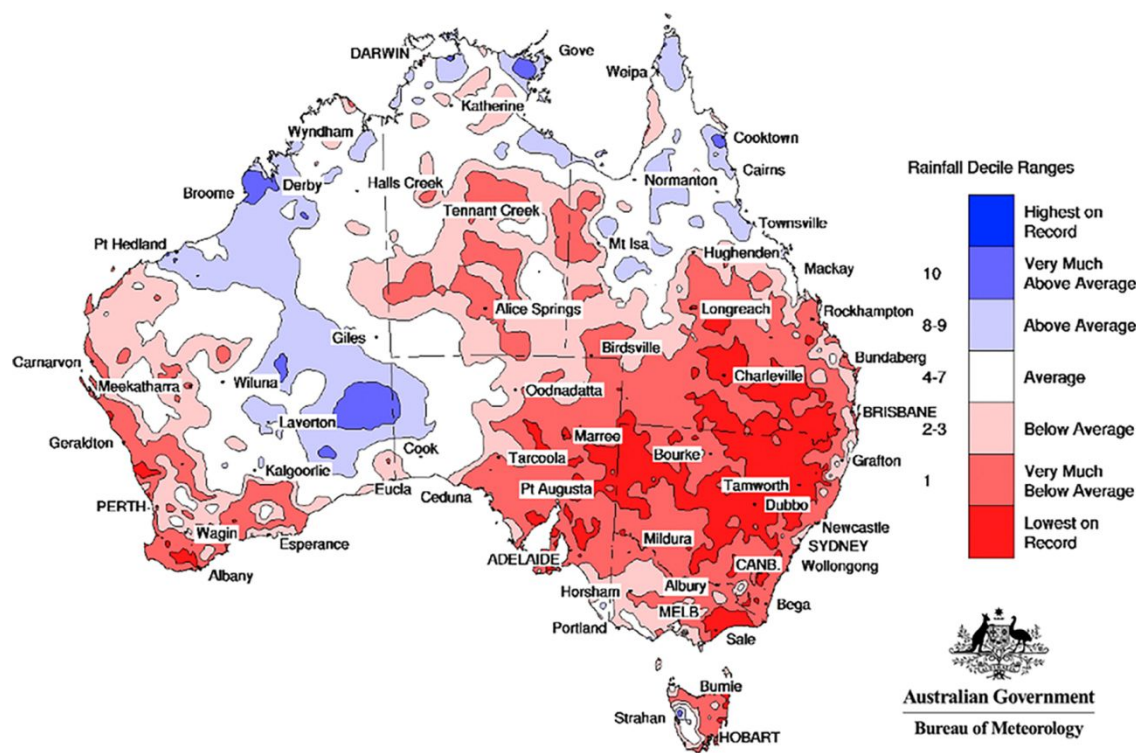 DARWIN
Gove
Weipa
Katherine
Wyndham
Cooktown
Derby
Cairns
Broome
Halls Creek
Normanton
Tennant Creek
Townsville
Pt Hedland
Mt Isa
Hughenden
Mackay
Alice Springs
Longreach
Rockhampton
Giles
Birdsville
Bundaberg
Carnarvon
Meekatharra
Wiluna
Oodnadatta
Charleville
BRISBANE
Laverton
Geraldton
Marree
Cook
Tarcoola
Bourke
Grafton
Kalgoorlie
Eucla
Ceduna
Pt Augusta
Tamworth
PERTH
Dubbo
Wagin
Newcastle
Esperance
Mildura
SYDNEY
ADELAIDE
CANB.
Wollongong
Albany
Horsham
Albury
Bega
MELB
Portland
Sale
Burnie
Strahan
HOBART
Rainfall Decile Ranges
Highest on
Record
10
Very Much
Above Average
8-9
Above Average
4-7
Average
2-3
Below Average
1
Very Much
Below Average
Lowest on
Record
Australian Government
Bureau of Meteorology